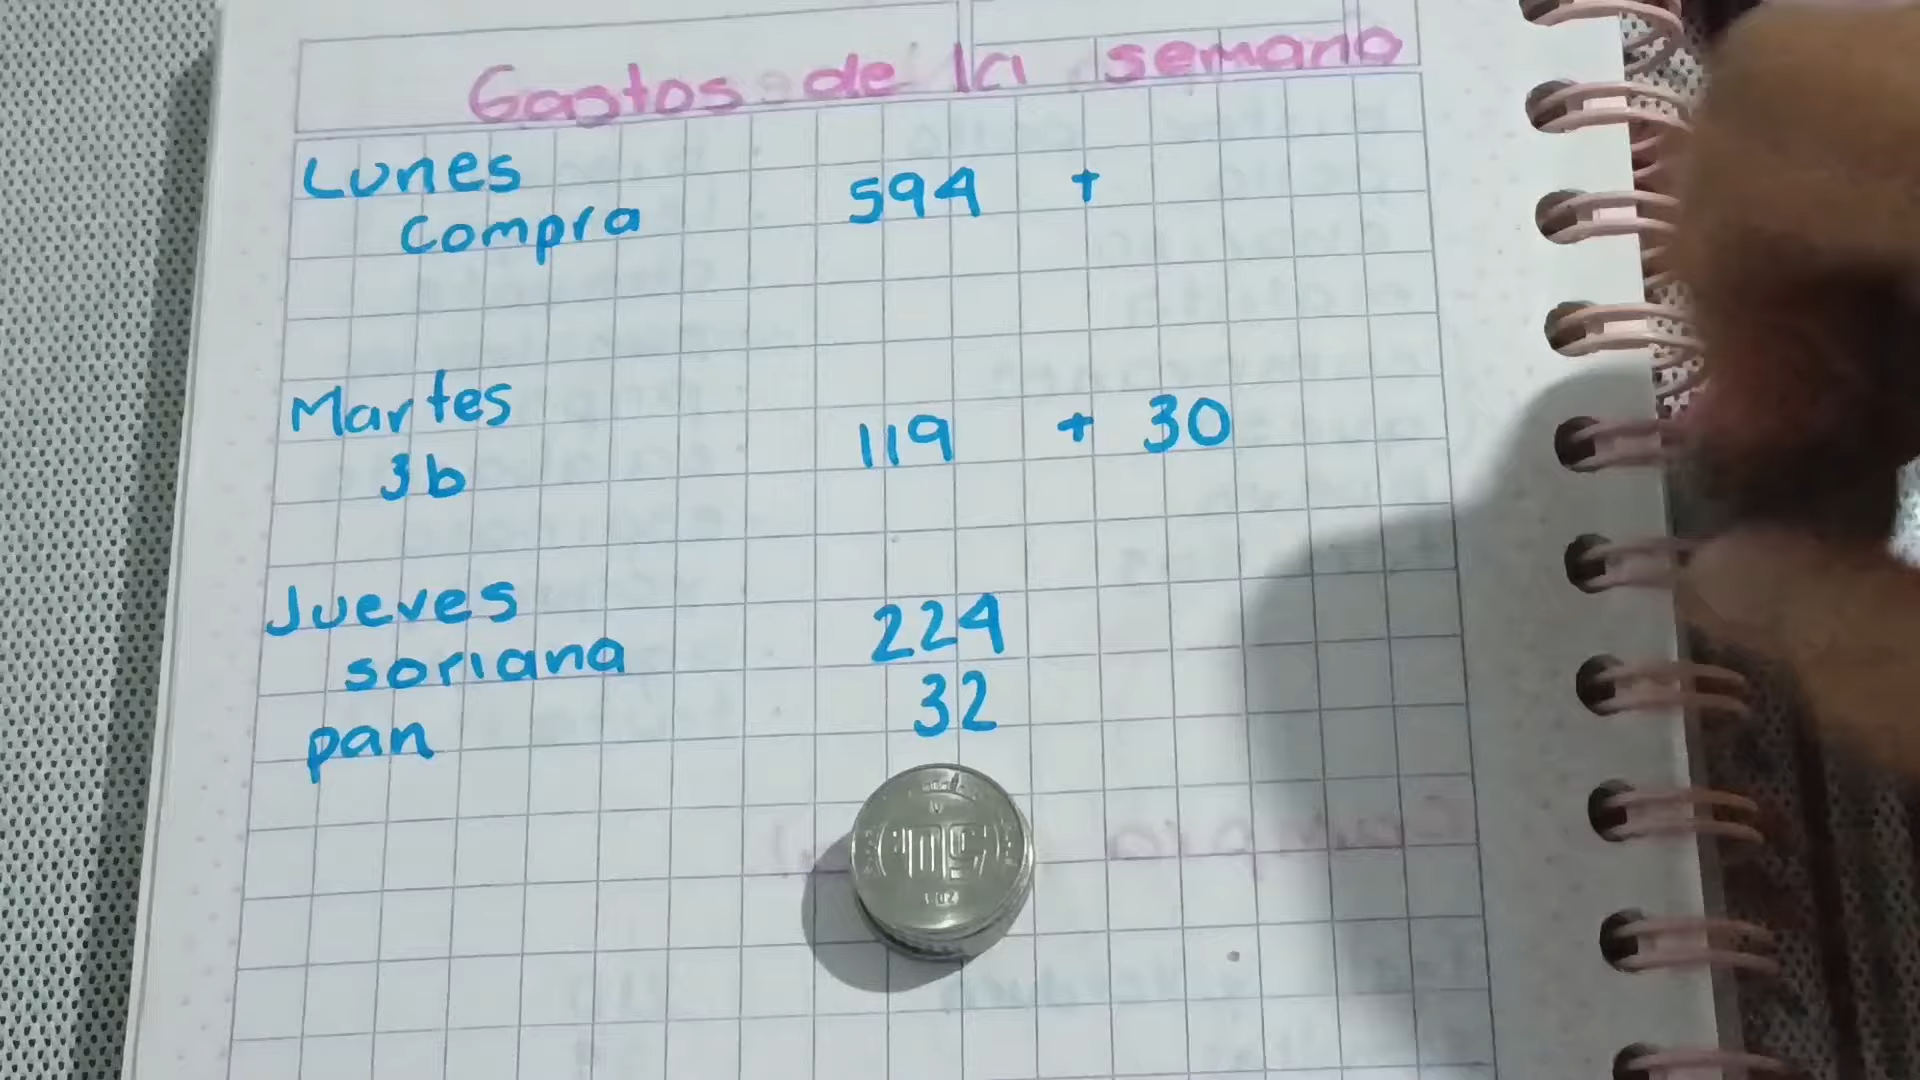 Gastos de la semana
Lunes
Compra 594 +
Martes
3b 119 + 30
Jueves
soriana 224
pan 32